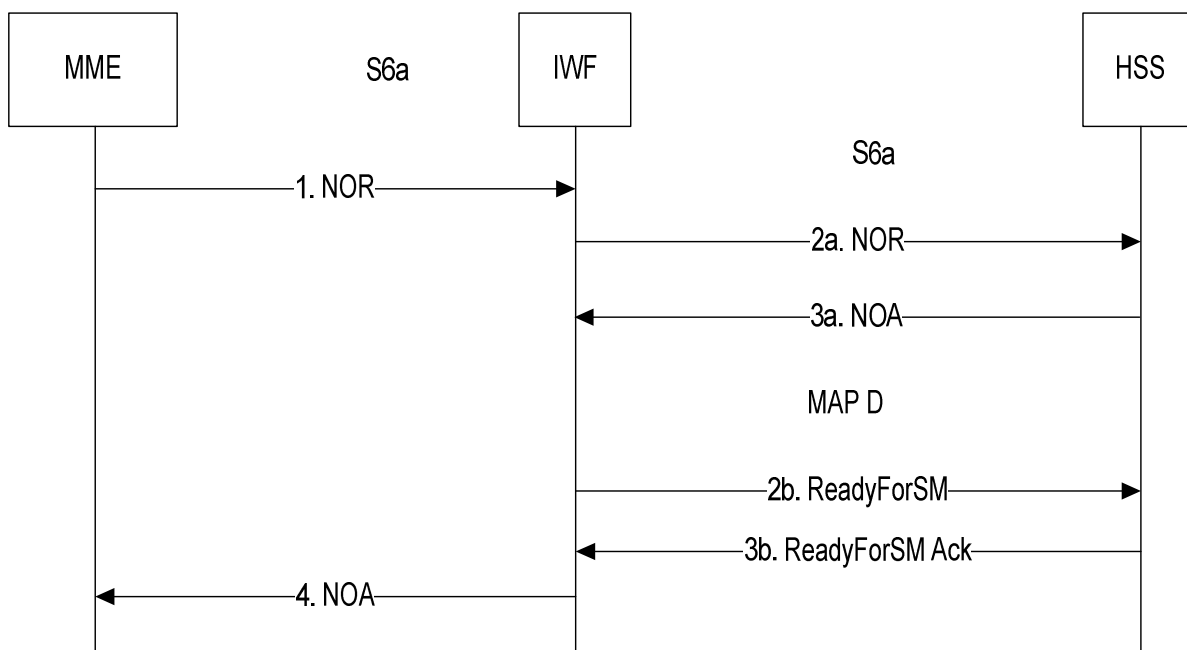 MME
S6a
IWF
HSS
S6a
1. NOR
2a. NOR
3a. NOA
MAP D
2b. ReadyForSM
3b. ReadyForSM Ack
4. NOA